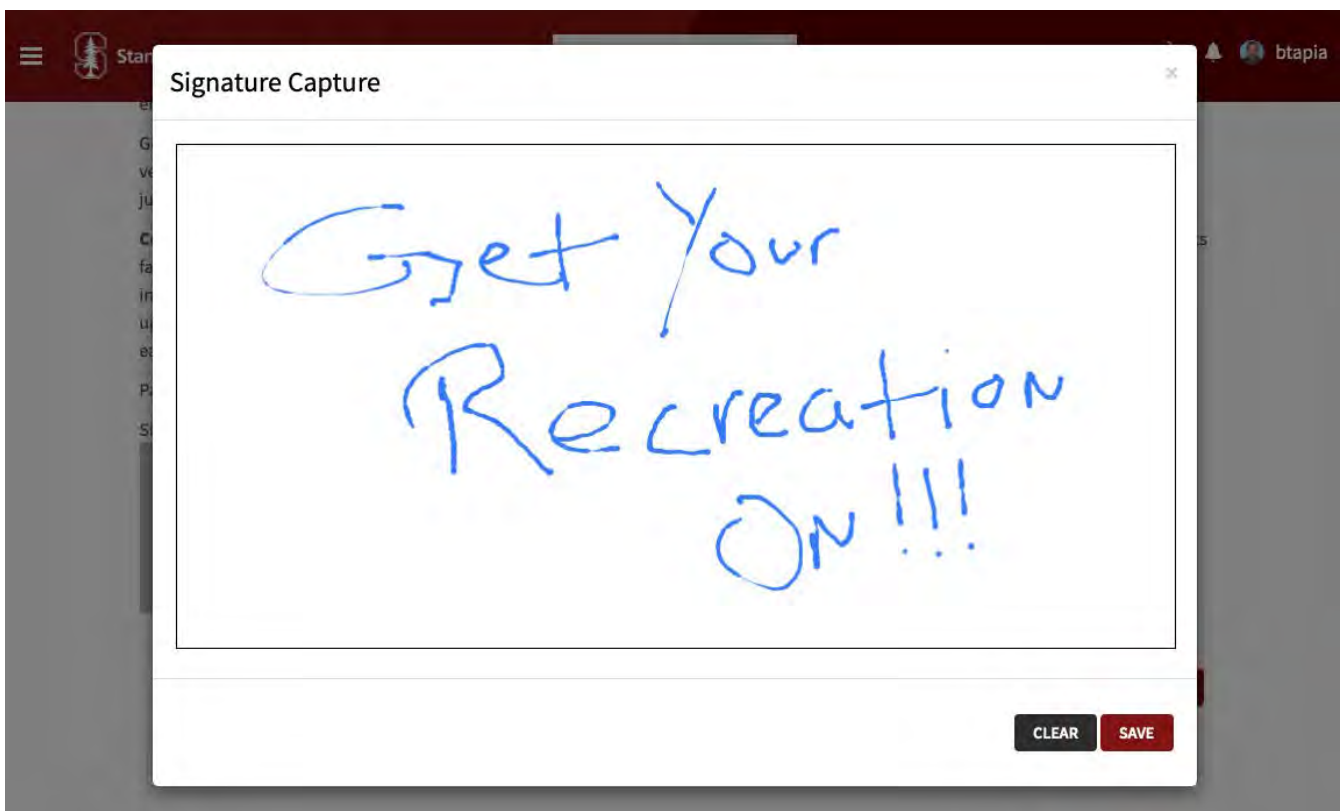 btapia
Signature Capture
Get Your
Recreation
On!!!
CLEAR
SAVE